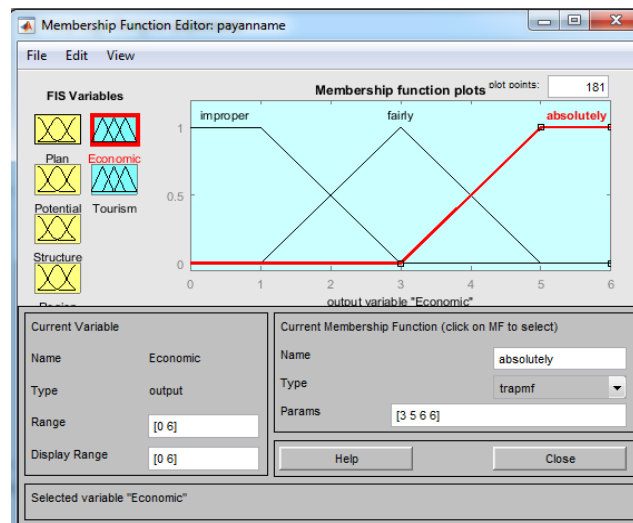 Membership Function Editor: payanname
File Edit View
FIS Variables
Membership function plots
plot points: 181
Plan
Economic
Potential
Tourism
Structure
Region
improper fairly absolutely
1
0.5
0
0 1 2 3 4 5 6
output variable "Economic"
Current Variable
Name Economic
Type output
Range [0 6]
Display Range [0 6]
Current Membership Function (click on MF to select)
Name absolutely
Type trapmf
Params [3 5 6 6]
Help Close
Selected variable "Economic"